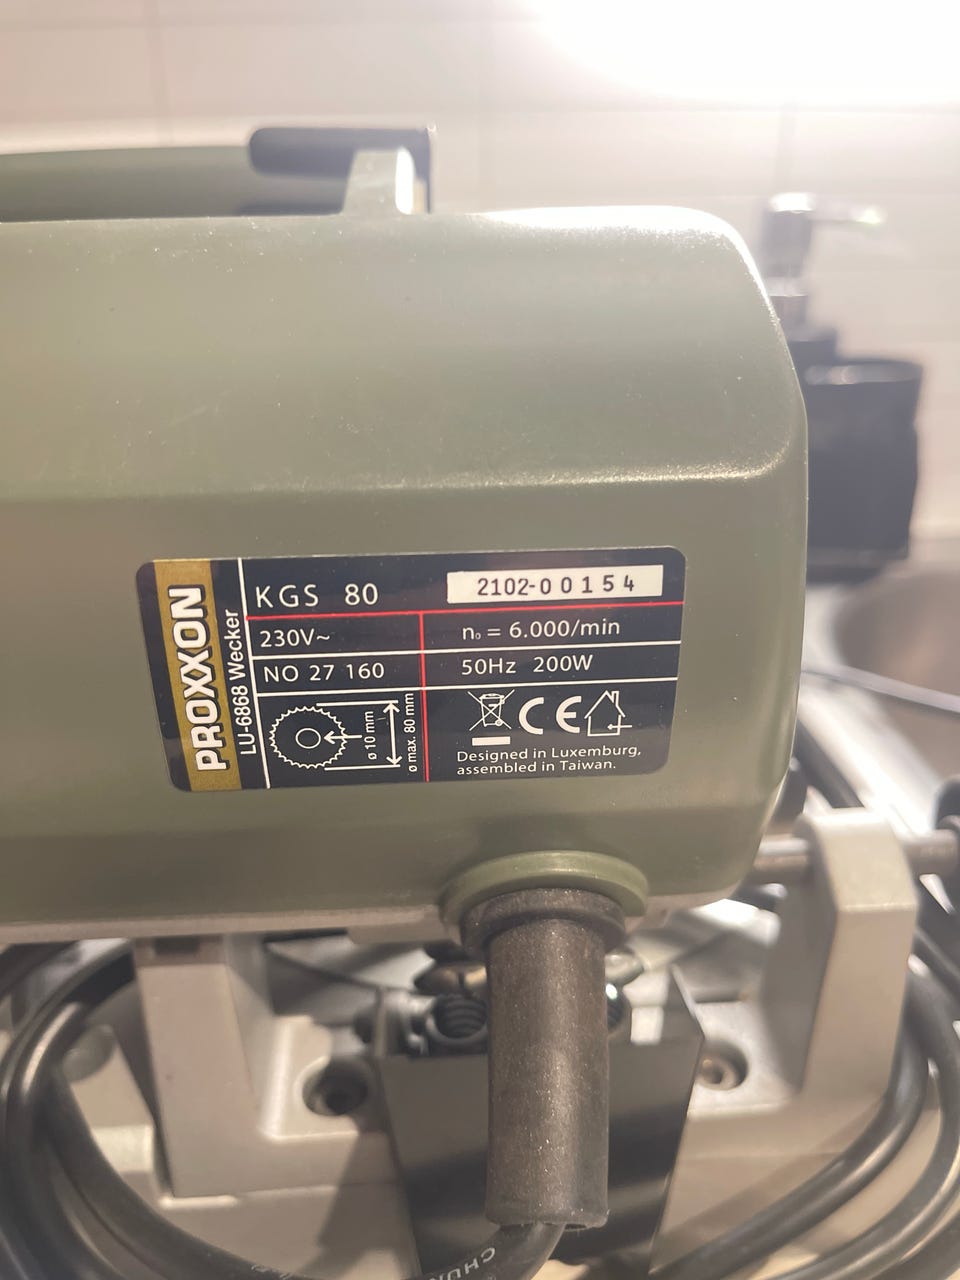 PROXXON
LU-6868 Wecker
KGS 80
2102-00154
230V~
n₀ = 6.000/min
NO 27 160
50Hz 200W
ø 10 mm
ø max. 80 mm
CE
Designed in Luxemburg,
assembled in Taiwan.
CHUN